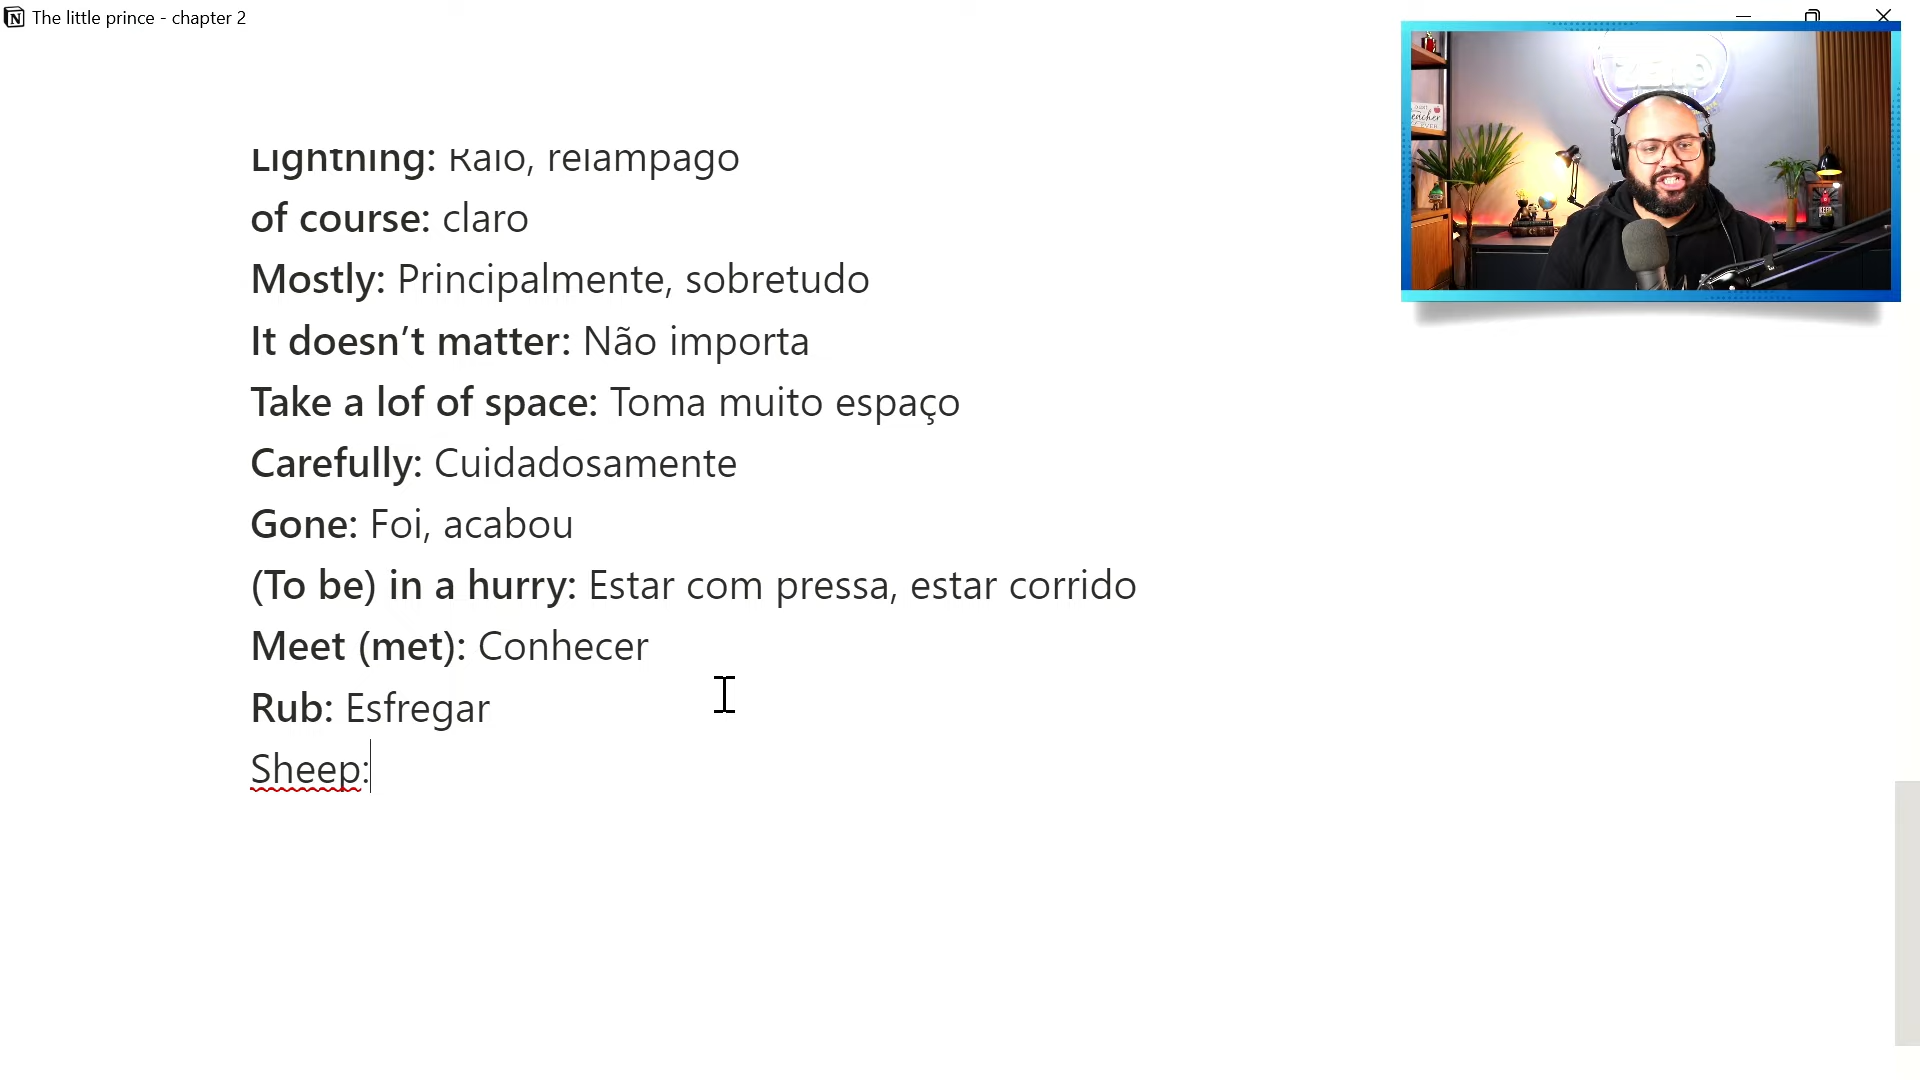 The little prince - chapter 2
Lightning: Raio, relâmpago
of course: claro
Mostly: Principalmente, sobretudo
It doesn’t matter: Não importa
Take a lof of space: Toma muito espaço
Carefully: Cuidadosamente
Gone: Foi, acabou
(To be) in a hurry: Estar com pressa, estar corrido
Meet (met): Conhecer
Rub: Esfregar
Sheep: